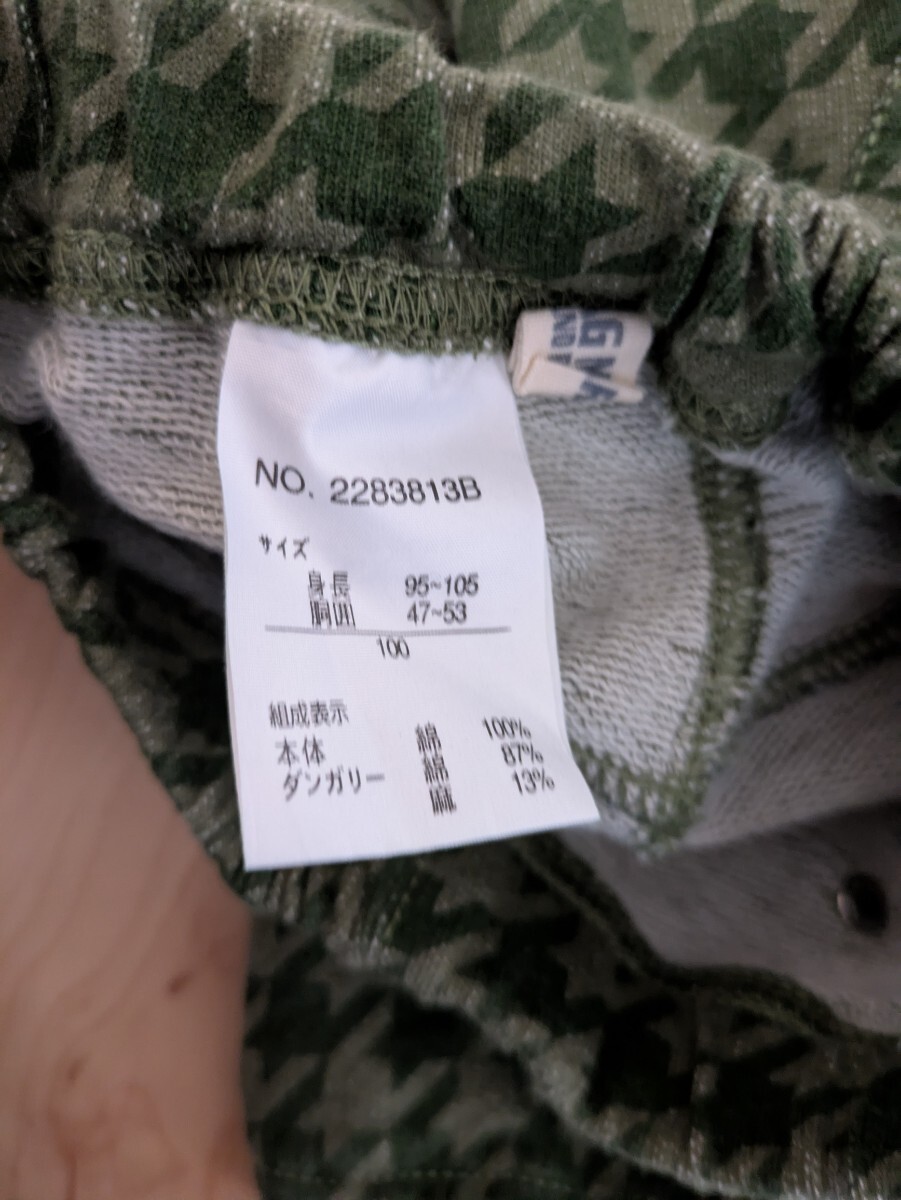 NO. 2283813B
サイズ
身長 95~105
胸囲 47~53
100
組成表示
本体 綿 100%
ダンガリー 綿 87%
麻 13%